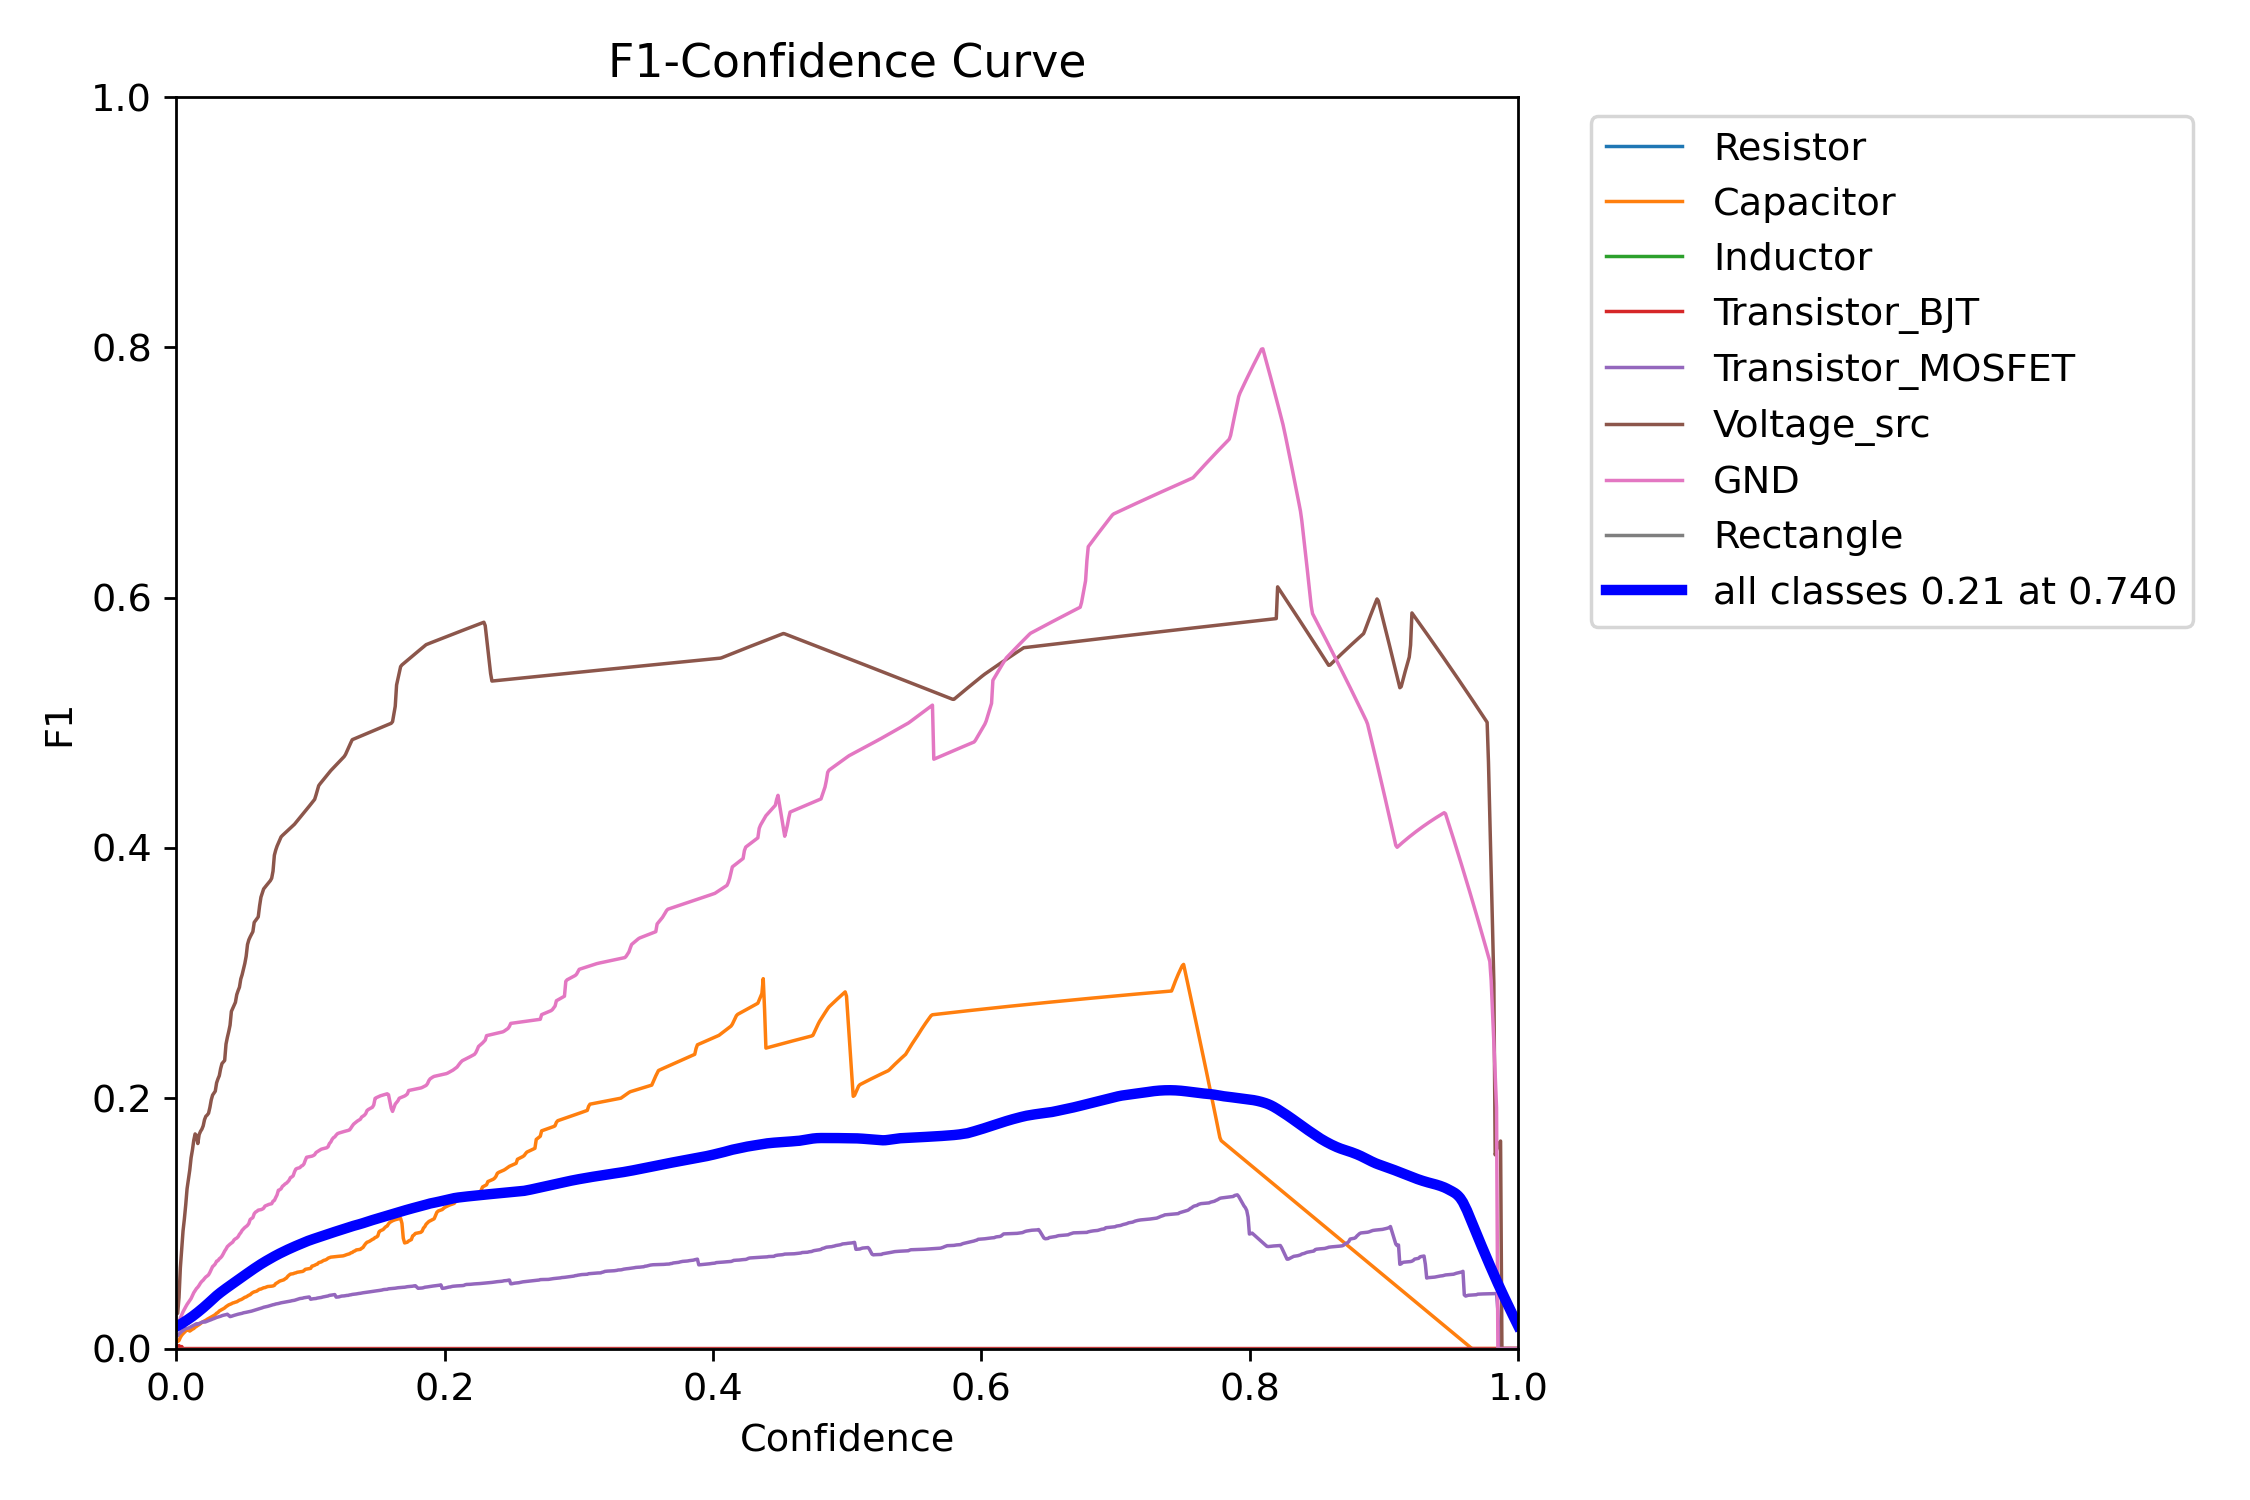 F1-Confidence Curve
1.0
0.8
0.6
0.4
0.2
0.0
F1
0.0 0.2 0.4 0.6 0.8 1.0
Confidence
Resistor
Capacitor
Inductor
Transistor_BJT
Transistor_MOSFET
Voltage_src
GND
Rectangle
all classes 0.21 at 0.740